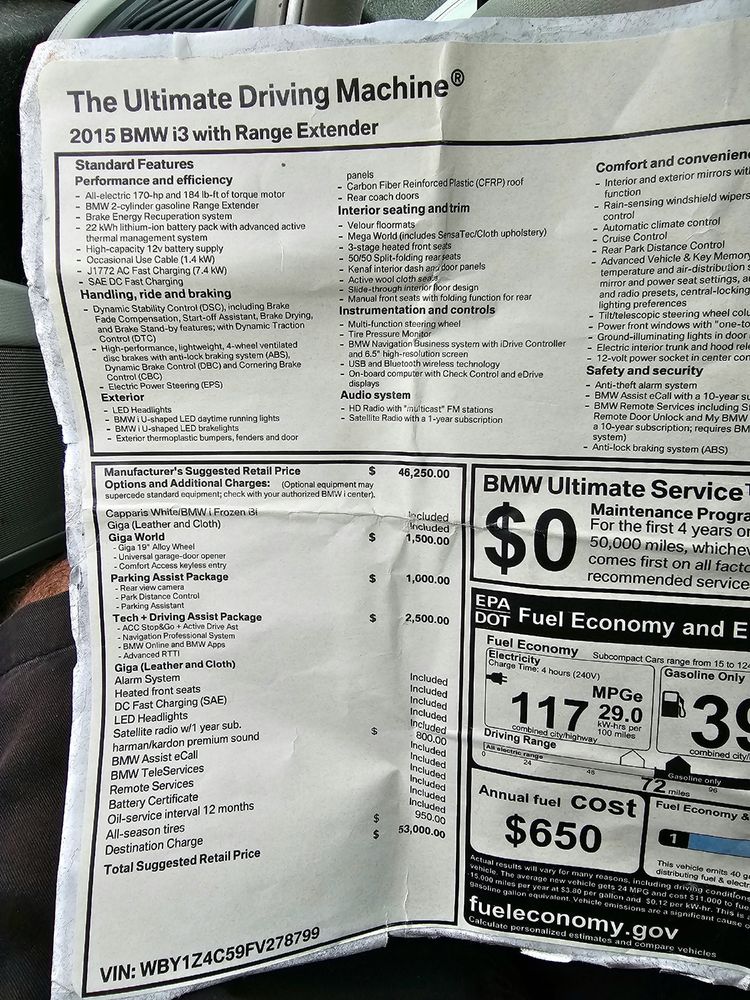 The Ultimate Driving Machine®
2015 BMW i3 with Range Extender
Standard Features
Performance and efficiency
- All-electric 170-hp and 184 lb-ft of torque motor
- BMW 2-cylinder gasoline Range Extender
- Brake Energy Recuperation system
- 22 kWh lithium-ion battery pack with advanced active
thermal management system
- High-capacity 12v battery supply
- Occasional Use Cable (1.4 kW)
- J1772 AC Fast Charging (7.4 kW)
- SAE DC Fast Charging
Handling, ride and braking
- Dynamic Stability Control (DSC), including Brake
Fade Compensation, Start-off Assistant, Brake Drying,
and Brake Stand-by features; with Dynamic Traction
Control (DTC)
- High-performance, lightweight, 4-wheel ventilated
disc brakes with anti-lock braking system (ABS),
Dynamic Brake Control (DBC) and Cornering Brake
Control (CBC)
- Electric Power Steering (EPS)
Exterior
- LED Headlights
- BMW i U-shaped LED daytime running lights
- BMW i U-shaped LED brakelights
- Exterior thermoplastic bumpers, fenders and door
panels
- Carbon Fiber Reinforced Plastic (CFRP) roof
- Rear coach doors
Interior seating and trim
- Velour floormats
- Mega World (includes SensaTec/Cloth upholstery)
- 3-stage heated front seats
- 50/50 Split-folding rear seats
- Kenaf interior dash and door panels
- Active wool cloth seats
- Slide-through interior floor design
- Manual front seats with folding function for rear
Instrumentation and controls
- Multi-function steering wheel
- Tire Pressure Monitor
- BMW Navigation Business system with iDrive Controller
and 6.5" high-resolution screen
- USB and Bluetooth wireless technology
- On-board computer with Check Control and eDrive
displays
Audio system
- HD Radio with "multicast" FM stations
- Satellite Radio with a 1-year subscription
Comfort and convenienc
- Interior and exterior mirrors with
function
- Rain-sensing windshield wipers
control
- Automatic climate control
- Cruise Control
- Rear Park Distance Control
- Advanced Vehicle & Key Memory
temperature and air-distribution s
mirror and power seat settings, a
and radio presets, central-locking
lighting preferences
- Tilt/telescopic steering wheel colu
- Power front windows with "one-to
- Ground-illuminating lights in door
- Electric interior trunk and hood rele
- 12-volt power socket in center con
Safety and security
- Anti-theft alarm system
- BMW Assist eCall with a 10-year su
- BMW Remote Services including S
Remote Door Unlock and My BMW
a 10-year subscription; requires BM
system)
- Anti-lock braking system (ABS)
Manufacturer's Suggested Retail Price $ 46,250.00
Options and Additional Charges: (Optional equipment may
supercede standard equipment; check with your authorized BMW i center).
Capparis White/BMW i Frozen Bl Included
Giga (Leather and Cloth) Included
Giga World $ 1,500.00
- Giga 19" Alloy Wheel
- Universal garage-door opener
- Comfort Access keyless entry
Parking Assist Package $ 1,000.00
- Rear view camera
- Park Distance Control
- Parking Assistant
Tech + Driving Assist Package $ 2,500.00
- ACC Stop&Go + Active Drive Ast
- Navigation Professional System
- BMW Online and BMW Apps
- Advanced RTTI
Giga (Leather and Cloth) Included
Alarm System Included
Heated front seats Included
DC Fast Charging (SAE) Included
LED Headlights Included
Satellite radio w/1 year sub. Included
harman/kardon premium sound $ 800.00
BMW Assist eCall Included
BMW TeleServices Included
Remote Services Included
Battery Certificate Included
Oil-service interval 12 months Included
All-season tires Included
Destination Charge $ 950.00
Total Suggested Retail Price $ 53,000.00
VIN: WBY1Z4C59FV278799
BMW Ultimate Service
$0
Maintenance Progra
For the first 4 years or
50,000 miles, whichev
comes first on all facto
recommended service
EPA
DOT
Fuel Economy and E
Fuel Economy
Subcompact Cars range from 15 to 124
Electricity
Charge Time: 4 hours (240V)
117
MPGe
29.0
kW-hrs per
100 miles
combined city/highway
Gasoline Only
39
combined city/
Driving Range
All electric range
Gasoline only
0 24 48 72 miles 96
Annual fuel cost
$650
Fuel Economy &
1
This vehicle emits 40 g
distributing fuel & electr
Actual results will vary for many reasons, including driving conditions
vehicle. The average new vehicle gets 24 MPG and cost $11,000 to fue
15,000 miles per year at $3.80 per gallon and $0.12 per kW-hr. This is
gasoline gallon equivalent. Vehicle emissions are a significant cause o
fueleconomy.gov
Calculate personalized estimates and compare vehicles